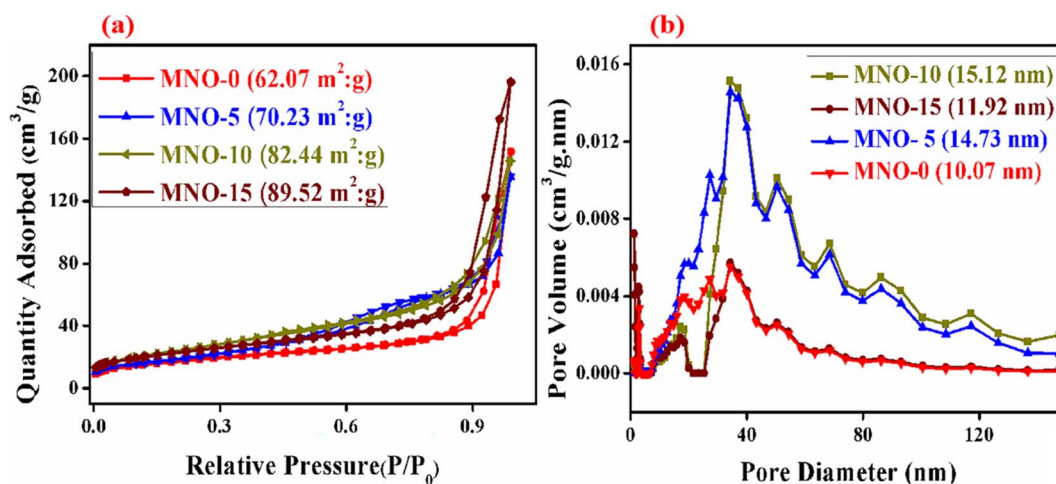 (a)
Quantity Adsorbed (cm³/g)
200
160
120
80
40
0
MNO-0 (62.07 m²:g)
MNO-5 (70.23 m²:g)
MNO-10 (82.44 m²:g)
MNO-15 (89.52 m²:g)
0.0
0.3
0.6
0.9
Relative Pressure(P/P₀)
(b)
Pore Volume (cm³/g.nm)
0.016
0.012
0.008
0.004
0.000
MNO-10 (15.12 nm)
MNO-15 (11.92 nm)
MNO- 5 (14.73 nm)
MNO-0 (10.07 nm)
0
40
80
120
Pore Diameter (nm)